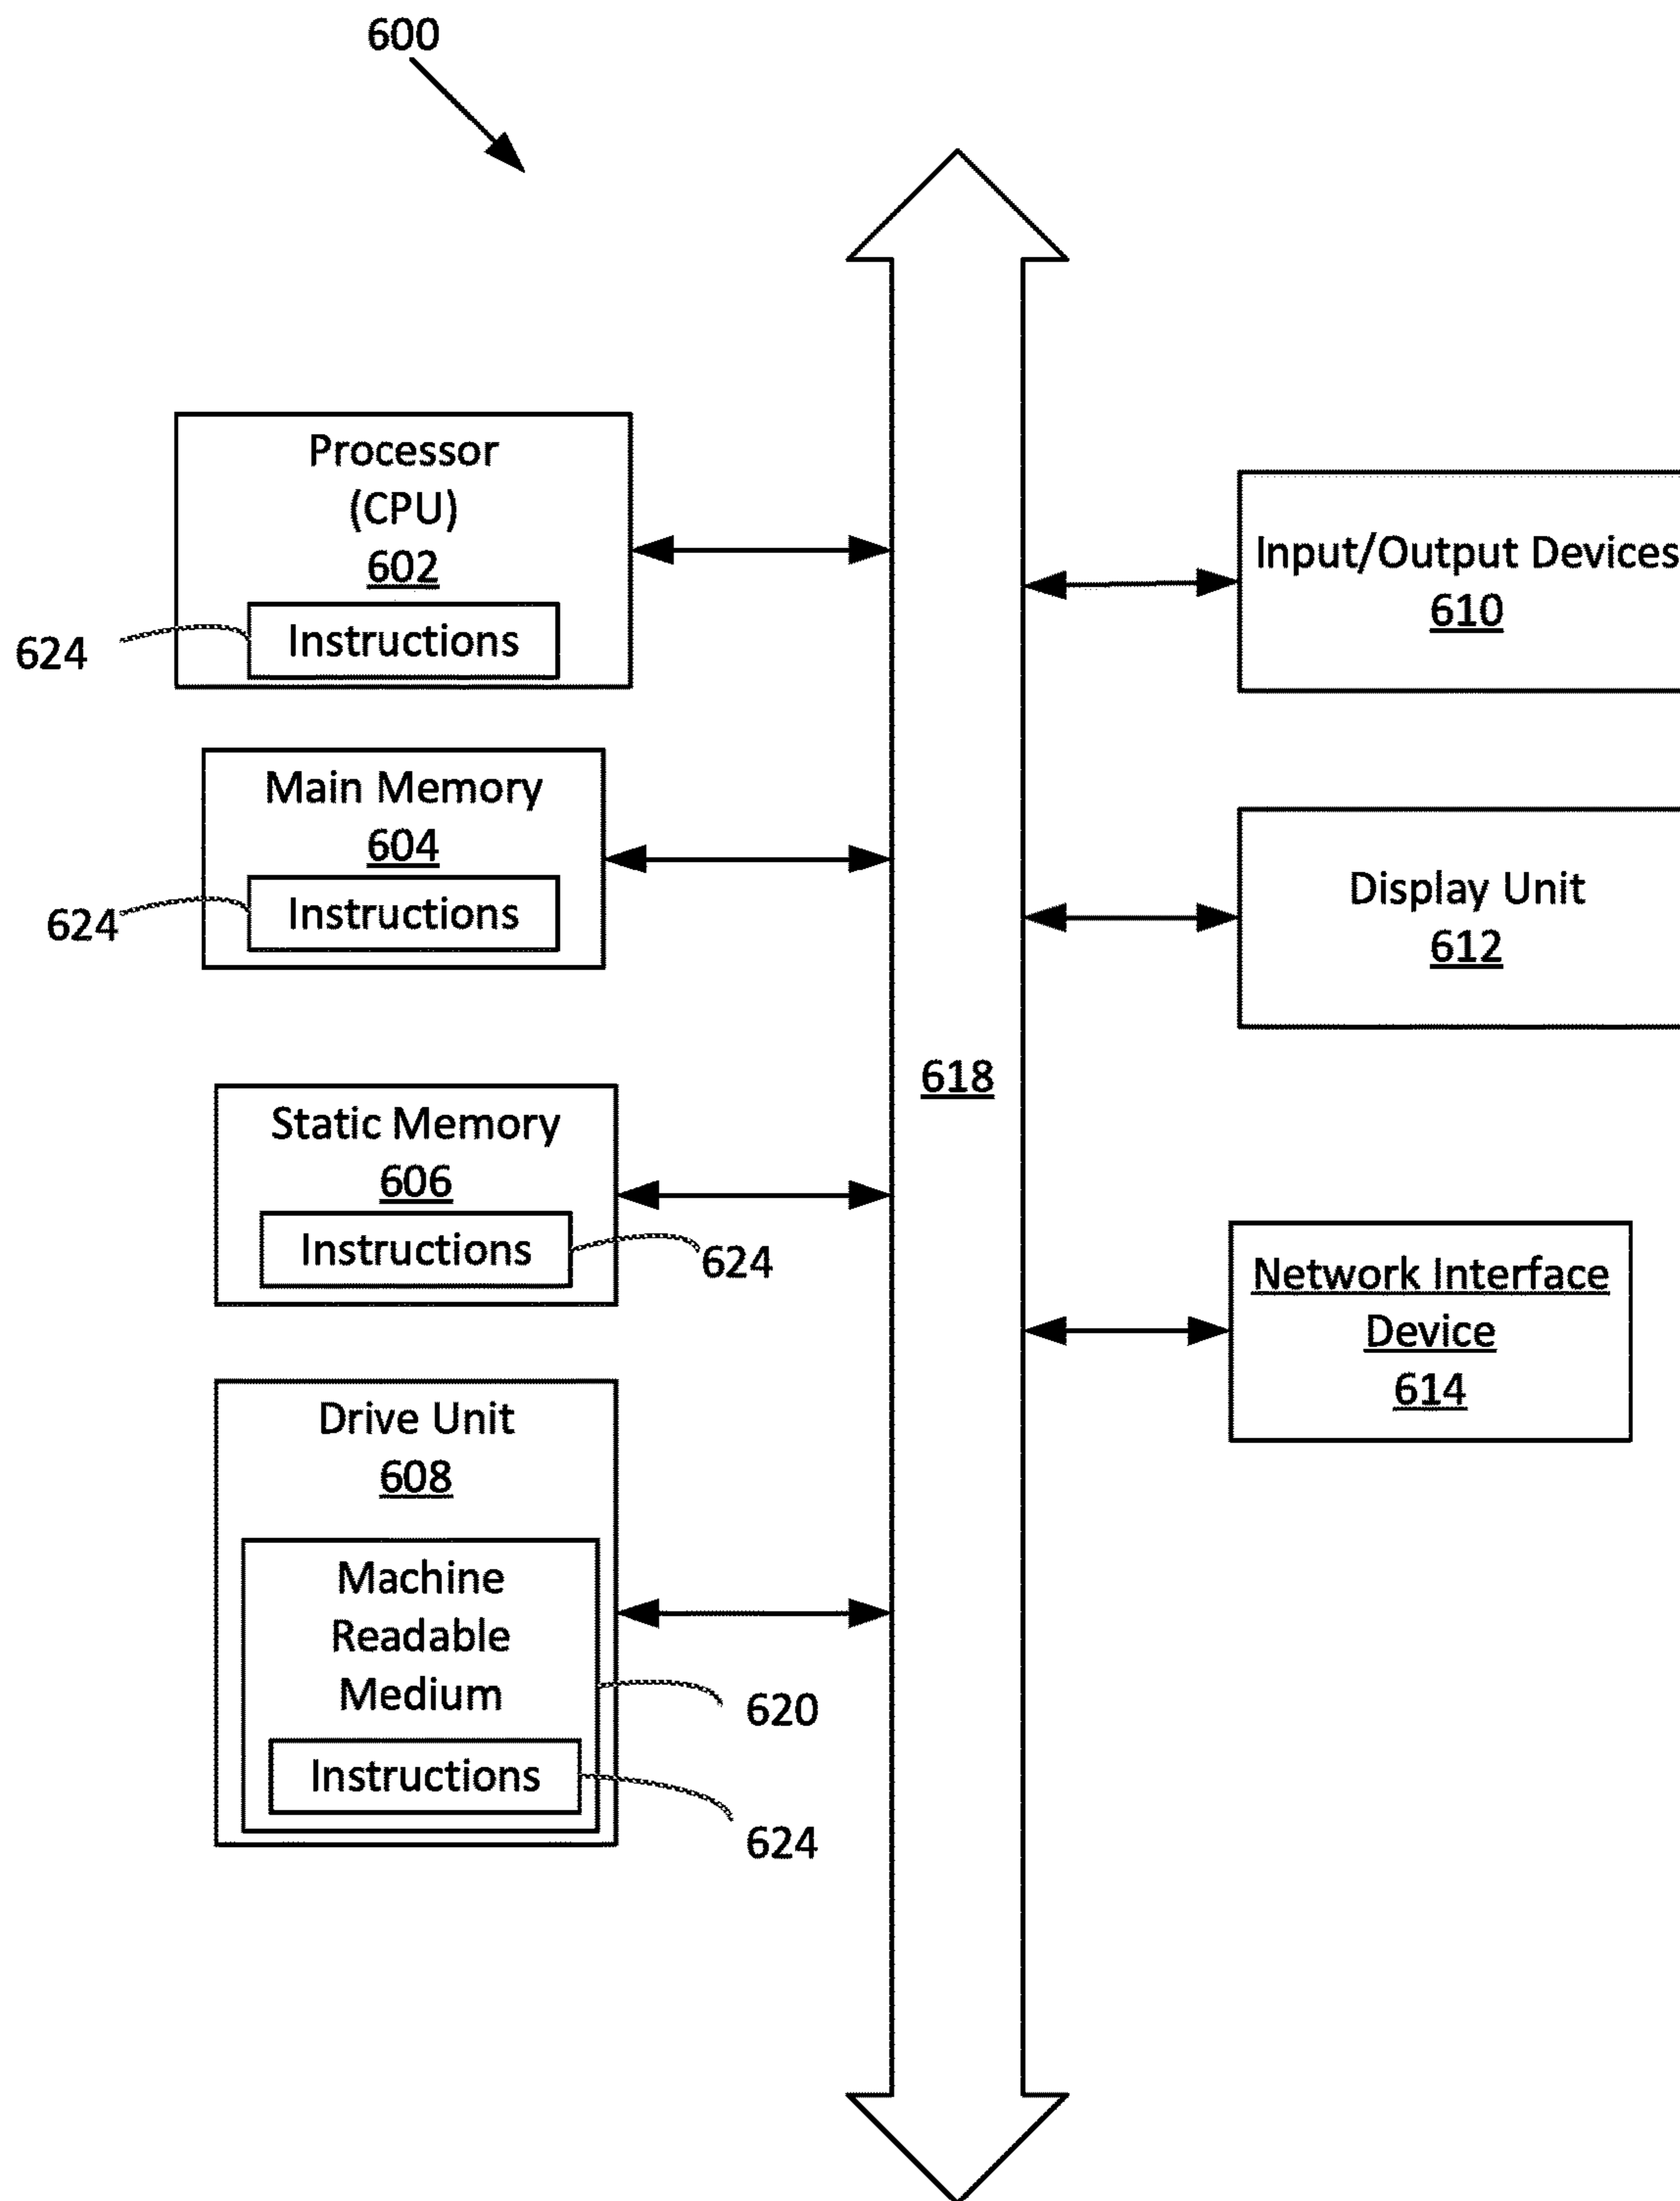 600
Processor
(CPU)
602
Instructions
624
Main Memory
604
Instructions
624
Static Memory
606
Instructions
624
Drive Unit
608
Machine
Readable
Medium
620
Instructions
624
618
Input/Output Devices
610
Display Unit
612
Network Interface
Device
614